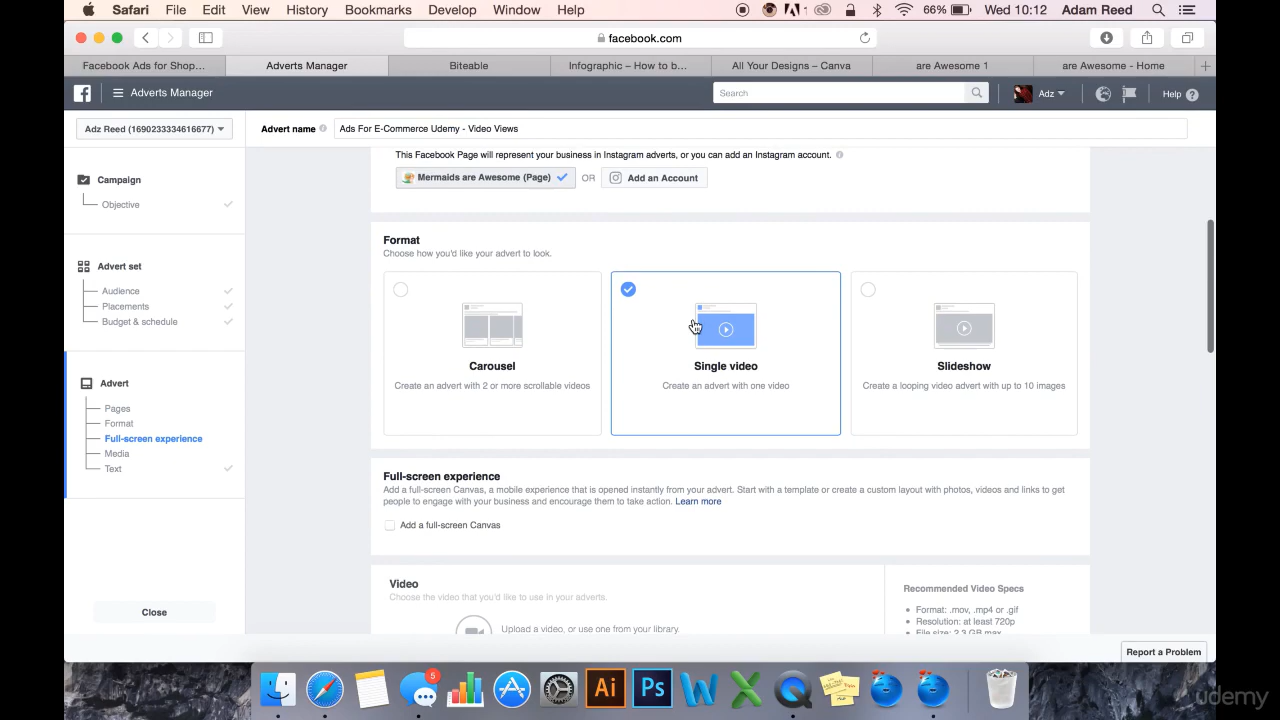 Safari File Edit View History Bookmarks Develop Window Help 66% Wed 10:12 Adam Reed
facebook.com
Facebook Ads for Shop... Adverts Manager Biteable Infographic – How to b... All Your Designs – Canva are Awesome 1 are Awesome - Home
Adverts Manager Search Adz Help
Adz Reed (1690233334616677) Advert name Ads For E-Commerce Udemy - Video Views
This Facebook Page will represent your business in Instagram adverts, or you can add an Instagram account.
Mermaids are Awesome (Page) OR Add an Account
Campaign
Objective
Advert set
Audience
Placements
Budget & schedule
Advert
Pages
Format
Full-screen experience
Media
Text
Close
Format
Choose how you'd like your advert to look.
Carousel
Create an advert with 2 or more scrollable videos
Single video
Create an advert with one video
Slideshow
Create a looping video advert with up to 10 images
Full-screen experience
Add a full-screen Canvas, a mobile experience that is opened instantly from your advert. Start with a template or create a custom layout with photos, videos and links to get
people to engage with your business and encourage them to take action. Learn more
Add a full-screen Canvas
Video
Choose the video that you'd like to use in your adverts.
Upload a video, or use one from your library.
Recommended Video Specs
Format: .mov, .mp4 or .gif
Resolution: at least 720p
File size: 2.3 GB max
Report a Problem
5
Ai
Ps
udemy